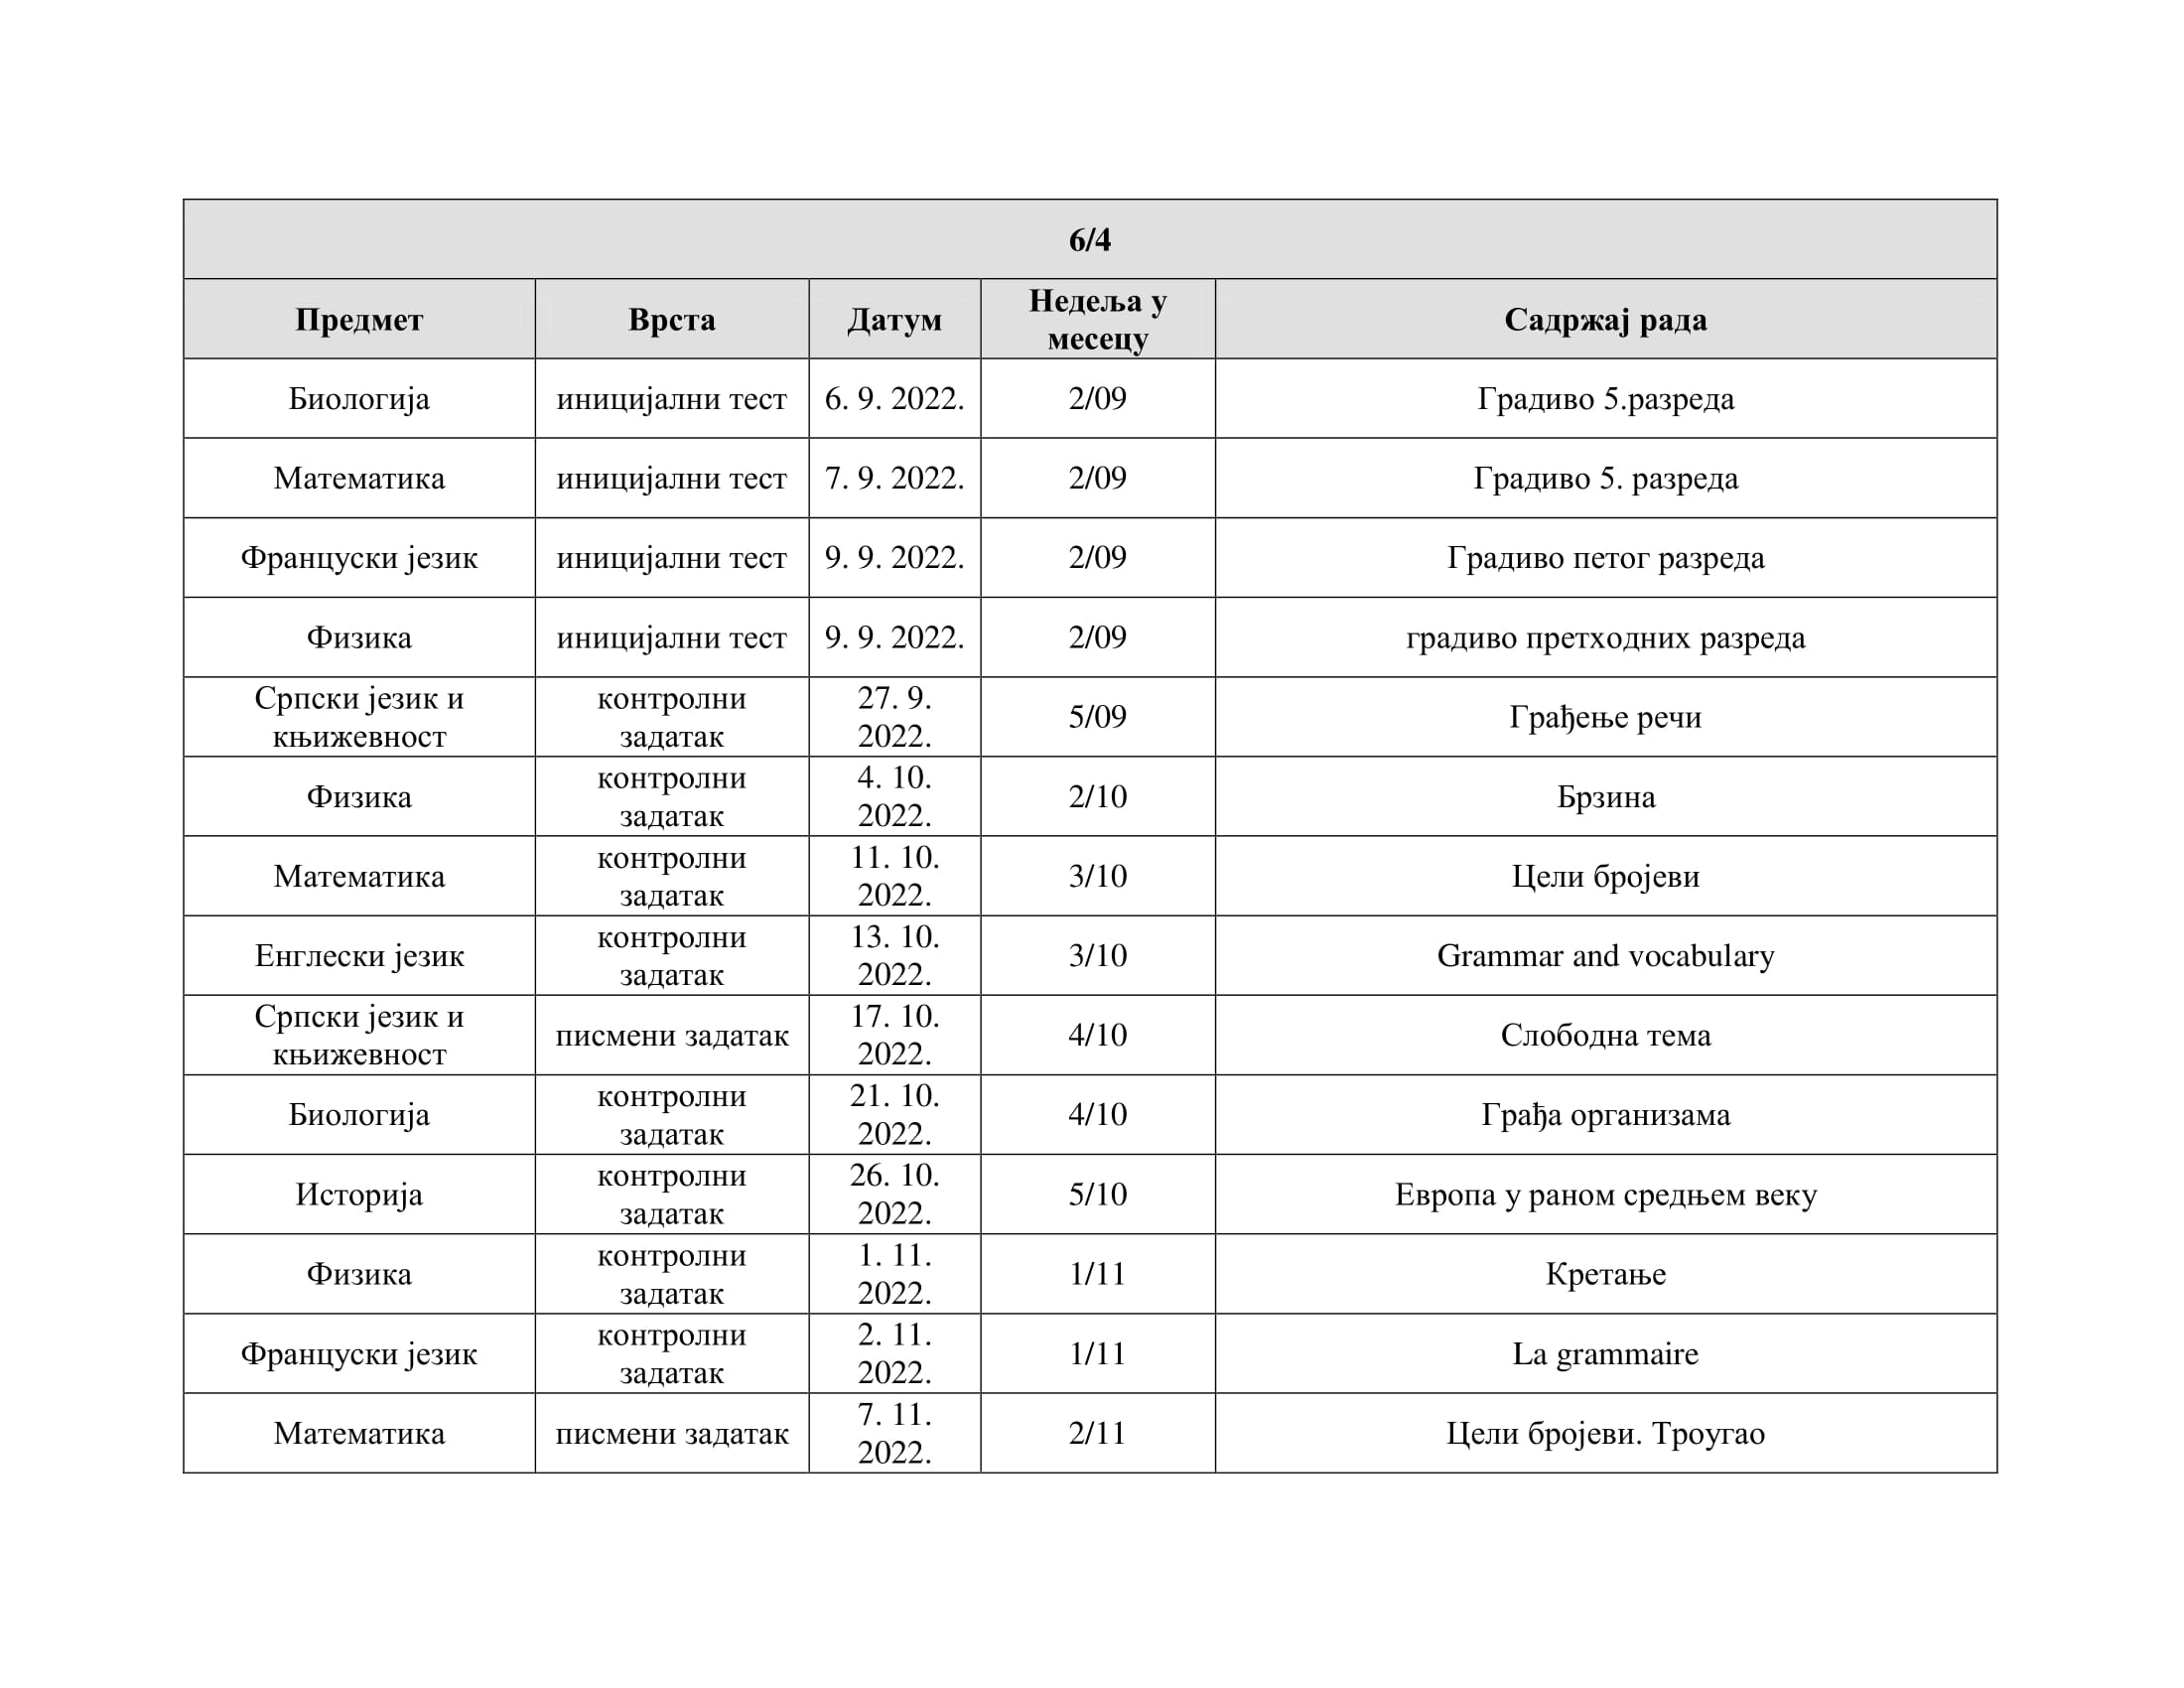 6/4
Предмет Врста Датум Недеља у месецу Садржај рада
Биологија иницијални тест 6. 9. 2022. 2/09 Градиво 5.разреда
Математика иницијални тест 7. 9. 2022. 2/09 Градиво 5. разреда
Француски језик иницијални тест 9. 9. 2022. 2/09 Градиво петог разреда
Физика иницијални тест 9. 9. 2022. 2/09 градиво претходних разреда
Српски језик и књижевност контролни задатак 27. 9. 2022. 5/09 Грађење речи
Физика контролни задатак 4. 10. 2022. 2/10 Брзина
Математика контролни задатак 11. 10. 2022. 3/10 Цели бројеви
Енглески језик контролни задатак 13. 10. 2022. 3/10 Grammar and vocabulary
Српски језик и књижевност писмени задатак 17. 10. 2022. 4/10 Слободна тема
Биологија контролни задатак 21. 10. 2022. 4/10 Грађа организама
Историја контролни задатак 26. 10. 2022. 5/10 Европа у раном средњем веку
Физика контролни задатак 1. 11. 2022. 1/11 Кретање
Француски језик контролни задатак 2. 11. 2022. 1/11 La grammaire
Математика писмени задатак 7. 11. 2022. 2/11 Цели бројеви. Троугао